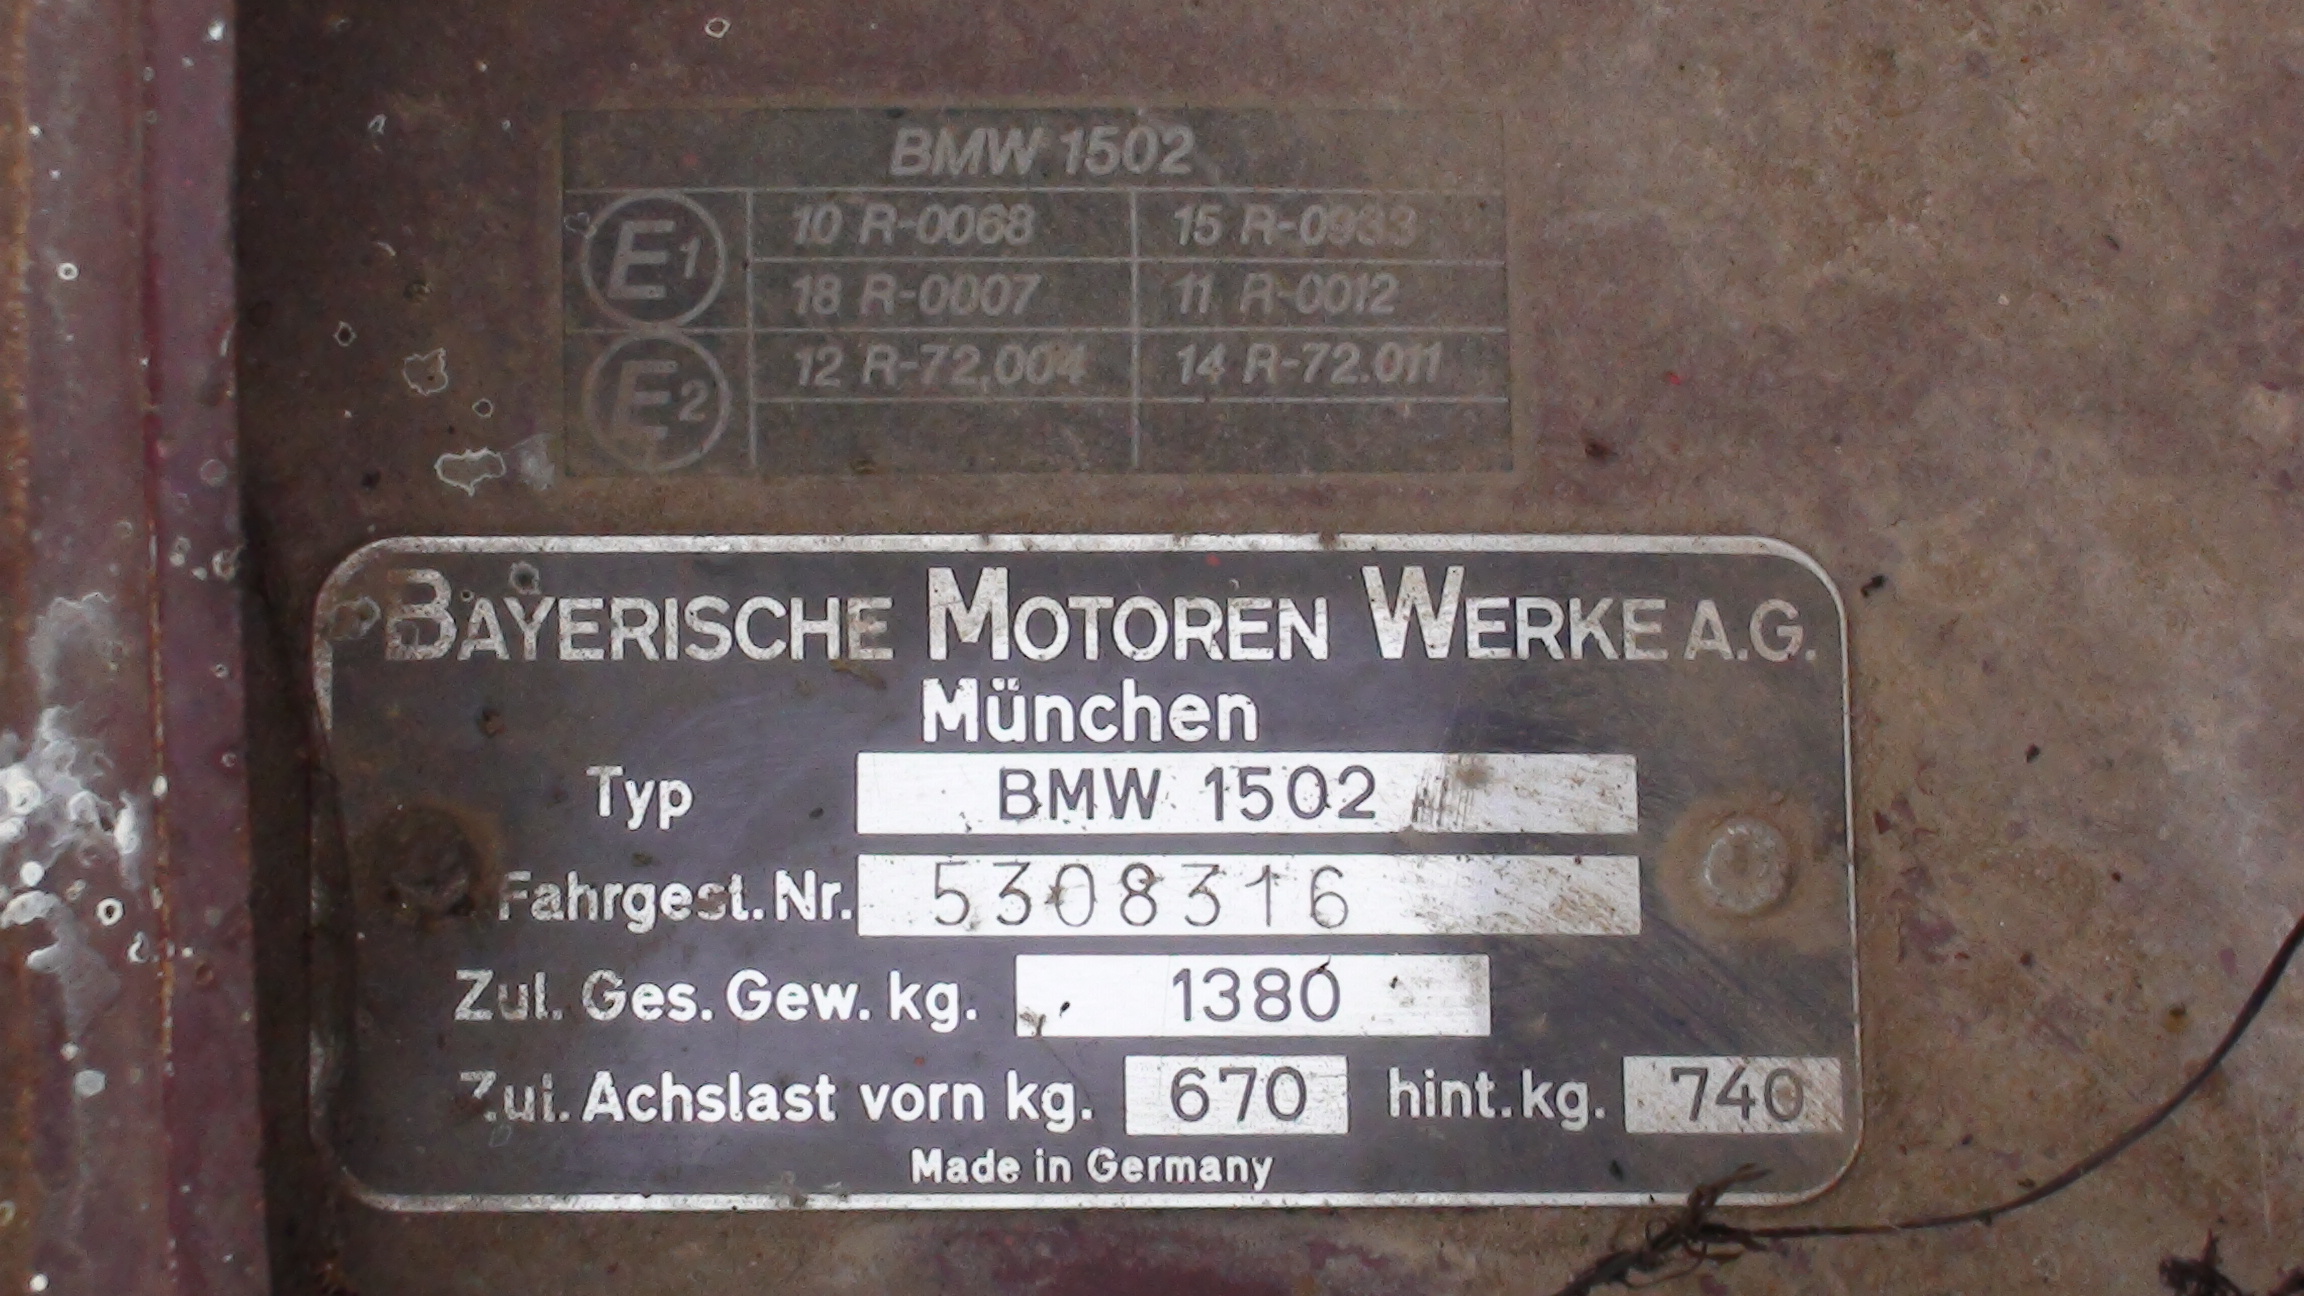 BMW 1502
E1 10 R-0068 15 R-0933
18 R-0007 11 R-0012
E2 12 R-72.004 14 R-72.011
BAYERISCHE MOTOREN WERKE A.G.
München
Typ BMW 1502
Fahrgest. Nr. 5308316
Zul. Ges. Gew. kg. 1380
Zul. Achslast vorn kg. 670 hint. kg. 740
Made in Germany